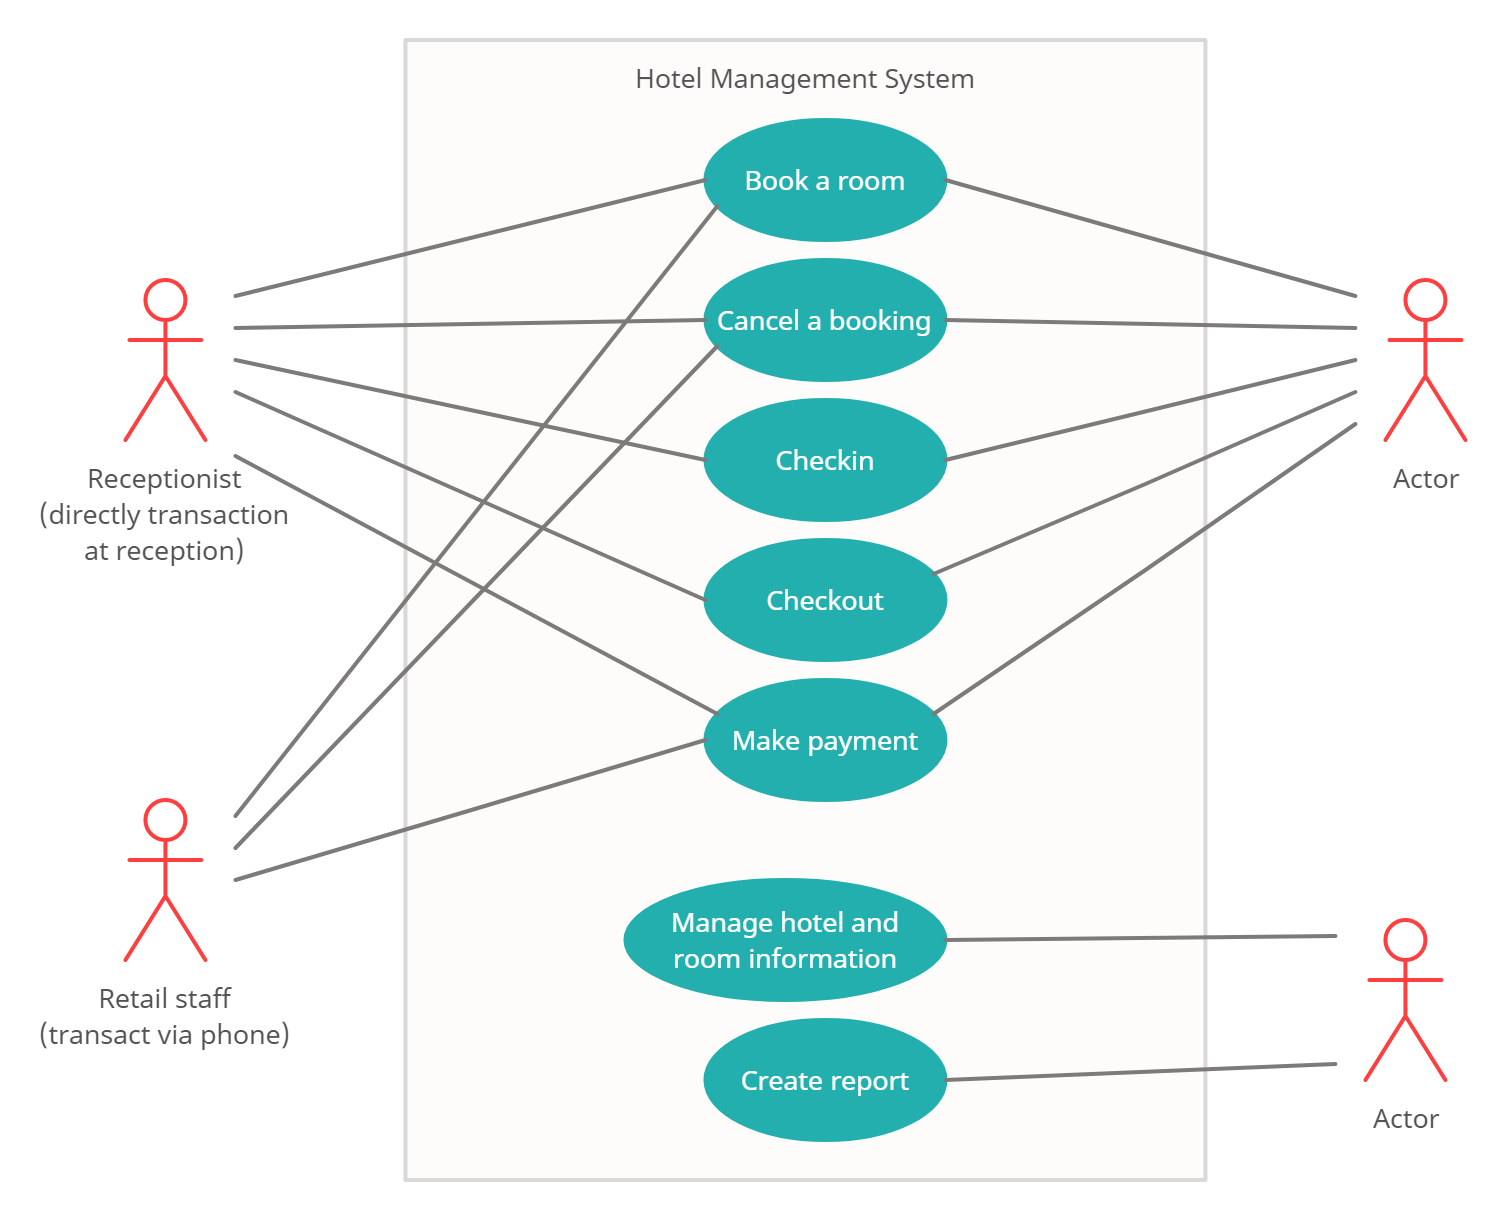 Hotel Management System
Book a room
Cancel a booking
Checkin
Checkout
Make payment
Manage hotel and
room information
Create report
Receptionist
(directly transaction
at reception)
Retail staff
(transact via phone)
Actor
Actor